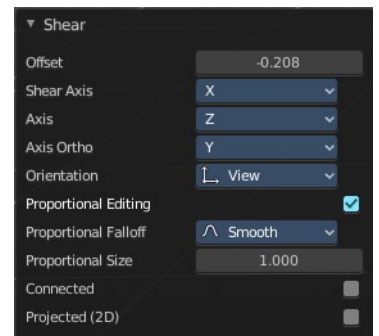 Shear
Offset -0.208
Shear Axis X
Axis Z
Axis Ortho Y
Orientation View
Proportional Editing
Proportional Falloff Smooth
Proportional Size 1.000
Connected
Projected (2D)